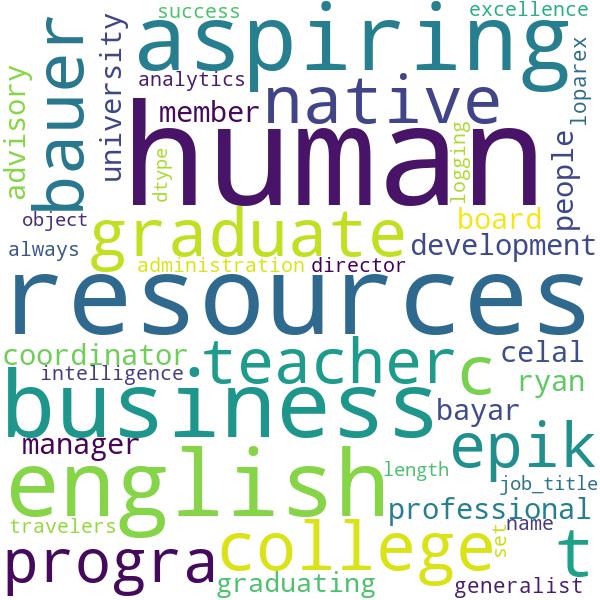 success
excellence
aspiring
bauer
university
analytics
loparex
advisory
member
native
human
dtype
logging
people
object
graduate
board
always
development
administration
director
resources
coordinator
teacher
c
celal
intelligence
ryan
business
bayar
manager
epik
english
length
job_title
professional
travelers
college
set
name
t
progra
graduating
generalist